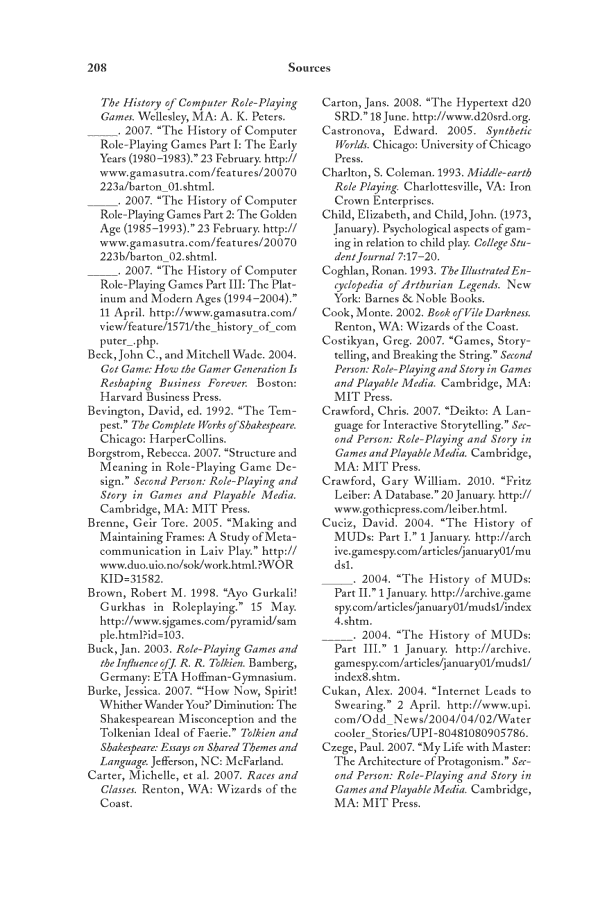 208 Sources
The History of Computer Role-Playing
Games. Wellesley, MA: A. K. Peters.
_____. 2007. “The History of Computer
Role-Playing Games Part I: The Early
Years (1980–1983).” 23 February. http://
www.gamasutra.com/features/20070
223a/barton_01.shtml.
_____. 2007. “The History of Computer
Role-Playing Games Part 2: The Golden
Age (1985–1993).” 23 February. http://
www.gamasutra.com/features/20070
223b/barton_02.shtml.
_____. 2007. “The History of Computer
Role-Playing Games Part III: The Plat-
inum and Modern Ages (1994–2004).”
11 April. http://www.gamasutra.com/
view/feature/1571/the_history_of_com
puter_.php.
Beck, John C., and Mitchell Wade. 2004.
Got Game: How the Gamer Generation Is
Reshaping Business Forever. Boston:
Harvard Business Press.
Bevington, David, ed. 1992. “The Tem-
pest.” The Complete Works of Shakespeare.
Chicago: HarperCollins.
Borgstrom, Rebecca. 2007. “Structure and
Meaning in Role-Playing Game De-
sign.” Second Person: Role-Playing and
Story in Games and Playable Media.
Cambridge, MA: MIT Press.
Brenne, Geir Tore. 2005. “Making and
Maintaining Frames: A Study of Meta-
communication in Laiv Play.” http://
www.duo.uio.no/sok/work.html.?WOR
KID=31582.
Brown, Robert M. 1998. “Ayo Gurkali!
Gurkhas in Roleplaying.” 15 May.
http://www.sjgames.com/pyramid/sam
ple.html?id=103.
Buck, Jan. 2003. Role-Playing Games and
the Influence of J. R. R. Tolkien. Bamberg,
Germany: ETA Hoffman-Gymnasium.
Burke, Jessica. 2007. “‘How Now, Spirit!
Whither Wander You?’ Diminution: The
Shakespearean Misconception and the
Tolkenian Ideal of Faerie.” Tolkien and
Shakespeare: Essays on Shared Themes and
Language. Jefferson, NC: McFarland.
Carter, Michelle, et al. 2007. Races and
Classes. Renton, WA: Wizards of the
Coast.
Carton, Jans. 2008. “The Hypertext d20
SRD.” 18 June. http://www.d20srd.org.
Castronova, Edward. 2005. Synthetic
Worlds. Chicago: University of Chicago
Press.
Charlton, S. Coleman. 1993. Middle-earth
Role Playing. Charlottesville, VA: Iron
Crown Enterprises.
Child, Elizabeth, and Child, John. (1973,
January). Psychological aspects of gam-
ing in relation to child play. College Stu-
dent Journal 7:17–20.
Coghlan, Ronan. 1993. The Illustrated En-
cyclopedia of Arthurian Legends. New
York: Barnes & Noble Books.
Cook, Monte. 2002. Book of Vile Darkness.
Renton, WA: Wizards of the Coast.
Costikyan, Greg. 2007. “Games, Story-
telling, and Breaking the String.” Second
Person: Role-Playing and Story in Games
and Playable Media. Cambridge, MA:
MIT Press.
Crawford, Chris. 2007. “Deikto: A Lan-
guage for Interactive Storytelling.” Sec-
ond Person: Role-Playing and Story in
Games and Playable Media. Cambridge,
MA: MIT Press.
Crawford, Gary William. 2010. “Fritz
Leiber: A Database.” 20 January. http://
www.gothicpress.com/leiber.html.
Cuciz, David. 2004. “The History of
MUDs: Part I.” 1 January. http://arch
ive.gamespy.com/articles/january01/mu
ds1.
_____. 2004. “The History of MUDs:
Part II.” 1 January. http://archive.game
spy.com/articles/january01/muds1/index
4.shtm.
_____. 2004. “The History of MUDs:
Part III.” 1 January. http://archive.
gamespy.com/articles/january01/muds1/
index8.shtm.
Cukan, Alex. 2004. “Internet Leads to
Swearing.” 2 April. http://www.upi.
com/Odd_News/2004/04/02/Water
cooler_Stories/UPI-80481080905786.
Czege, Paul. 2007. “My Life with Master:
The Architecture of Protagonism.” Sec-
ond Person: Role-Playing and Story in
Games and Playable Media. Cambridge,
MA: MIT Press.